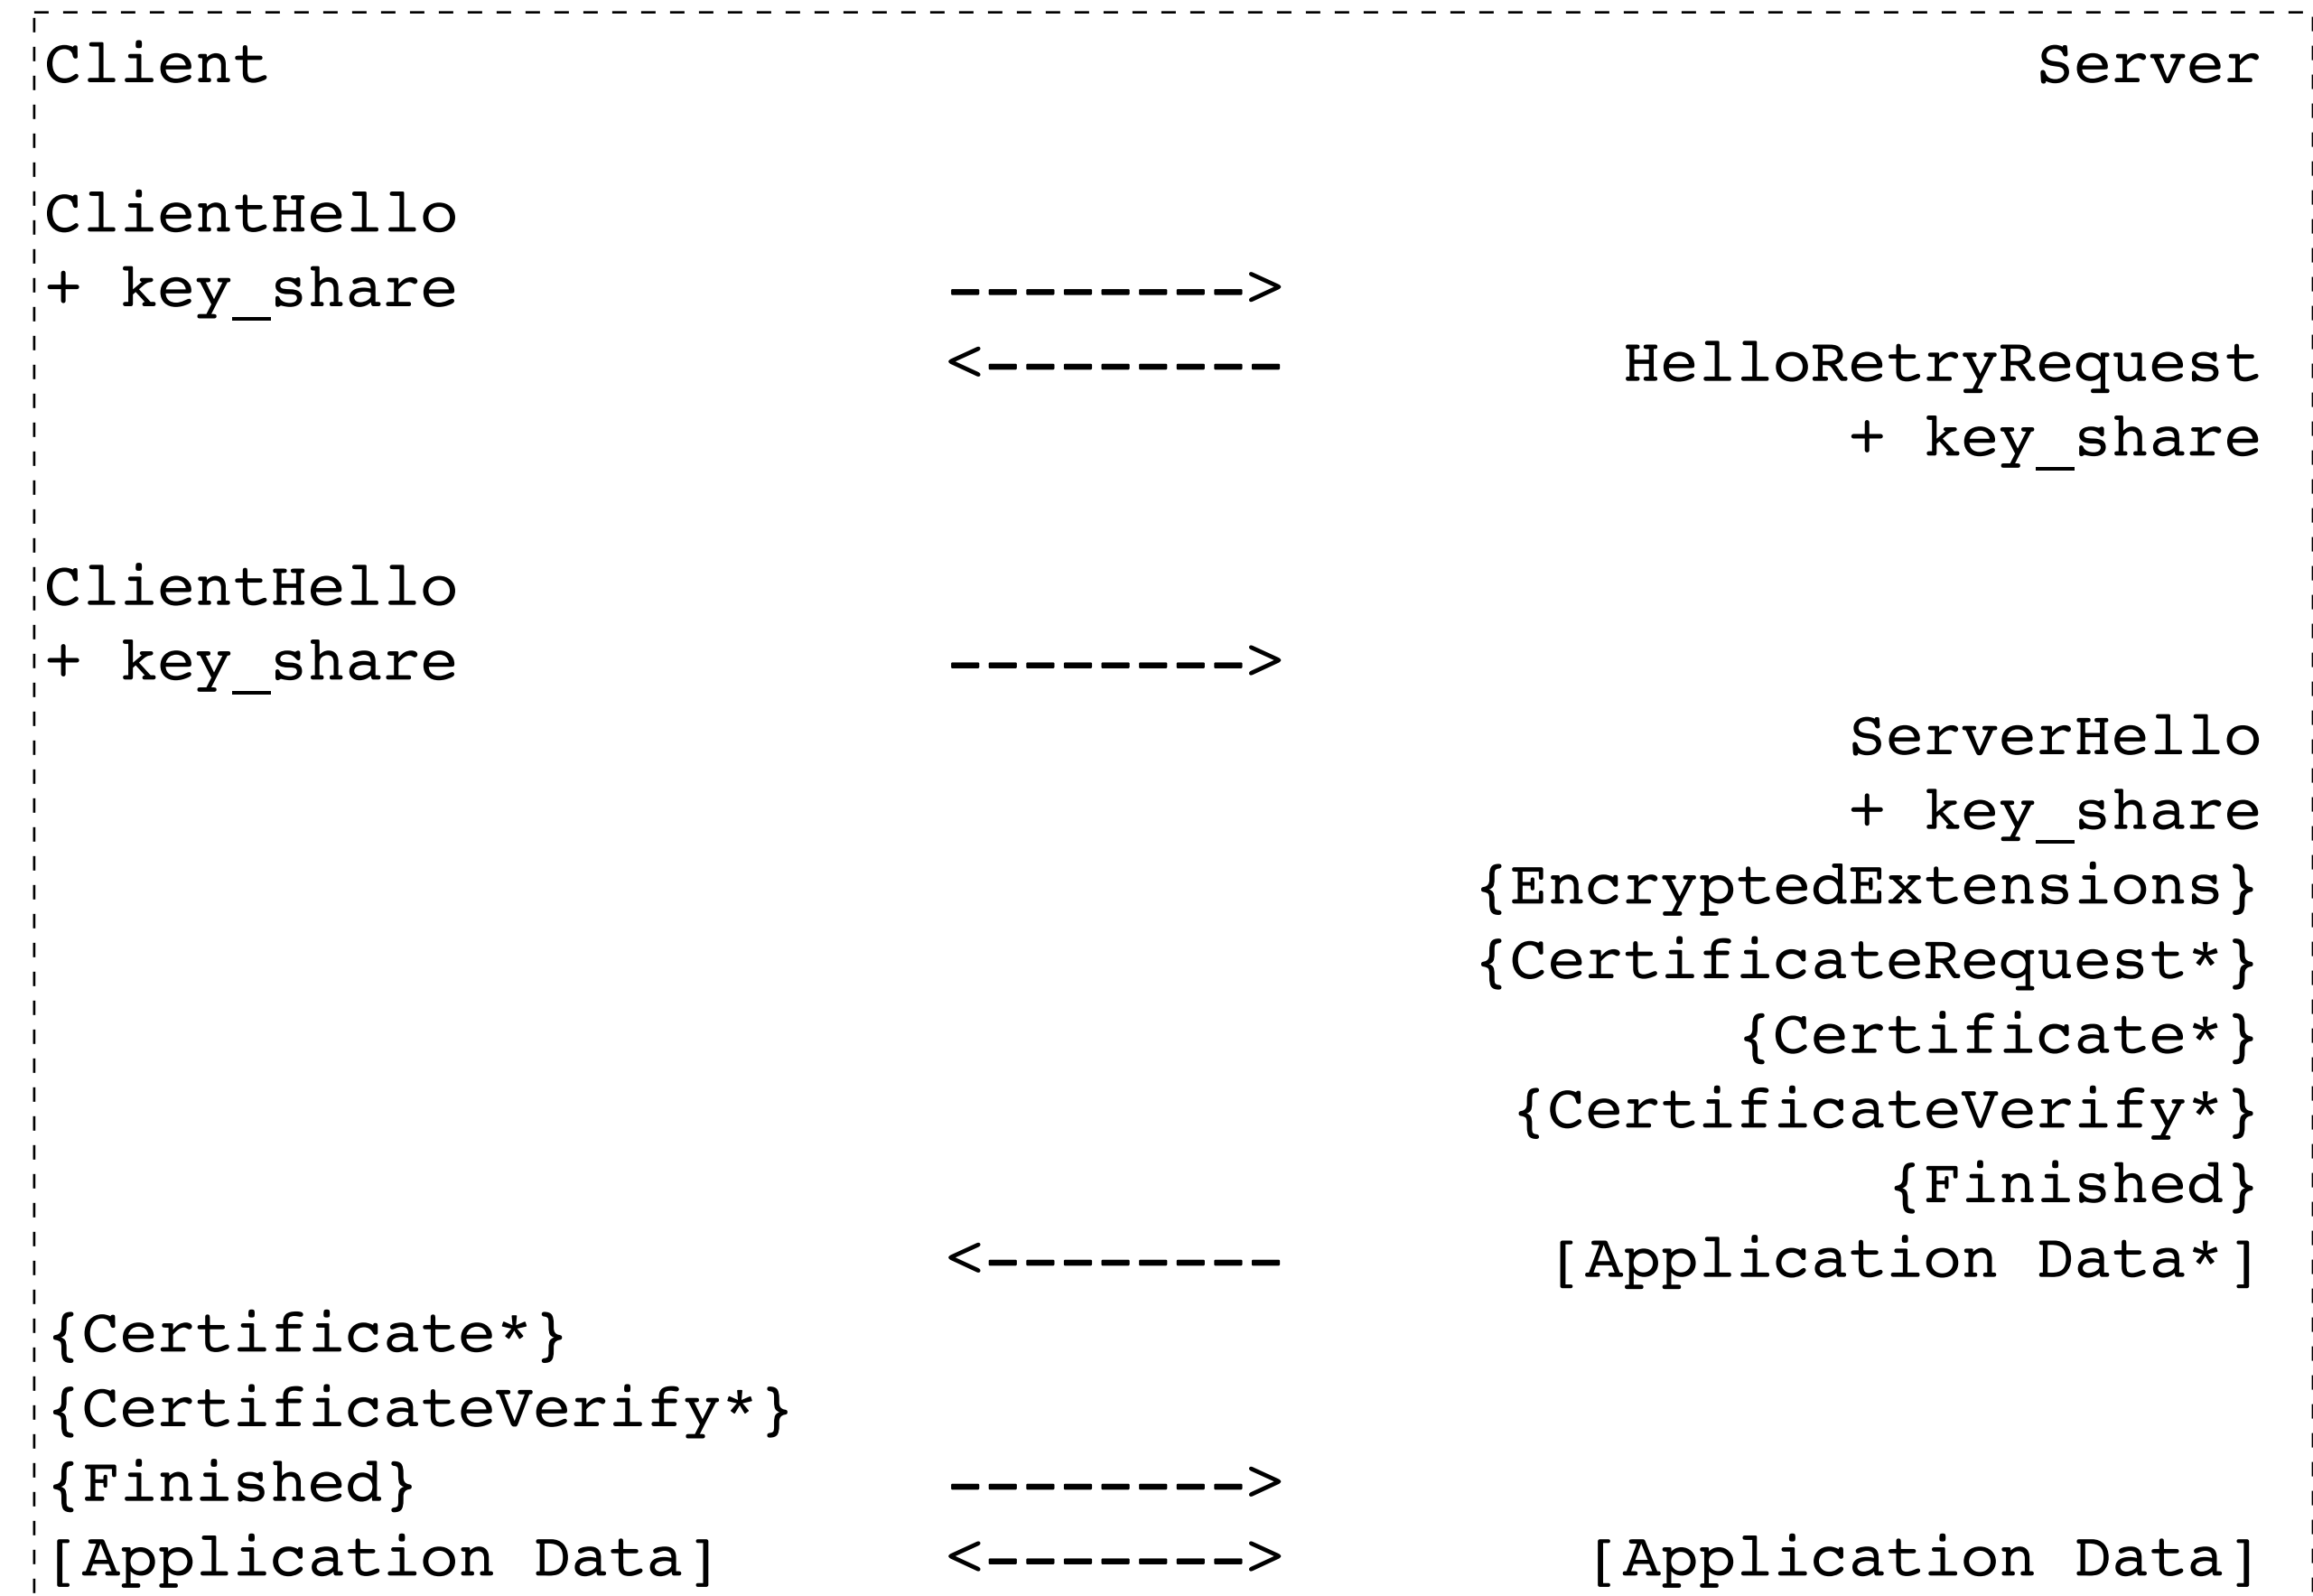 Client Server
ClientHello
+ key_share -------->
<-------- HelloRetryRequest
+ key_share
ClientHello
+ key_share -------->
ServerHello
+ key_share
{EncryptedExtensions}
{CertificateRequest*}
{Certificate*}
{CertificateVerify*}
{Finished}
<-------- [Application Data*]
{Certificate*}
{CertificateVerify*}
{Finished} -------->
[Application Data] <-------> [Application Data]